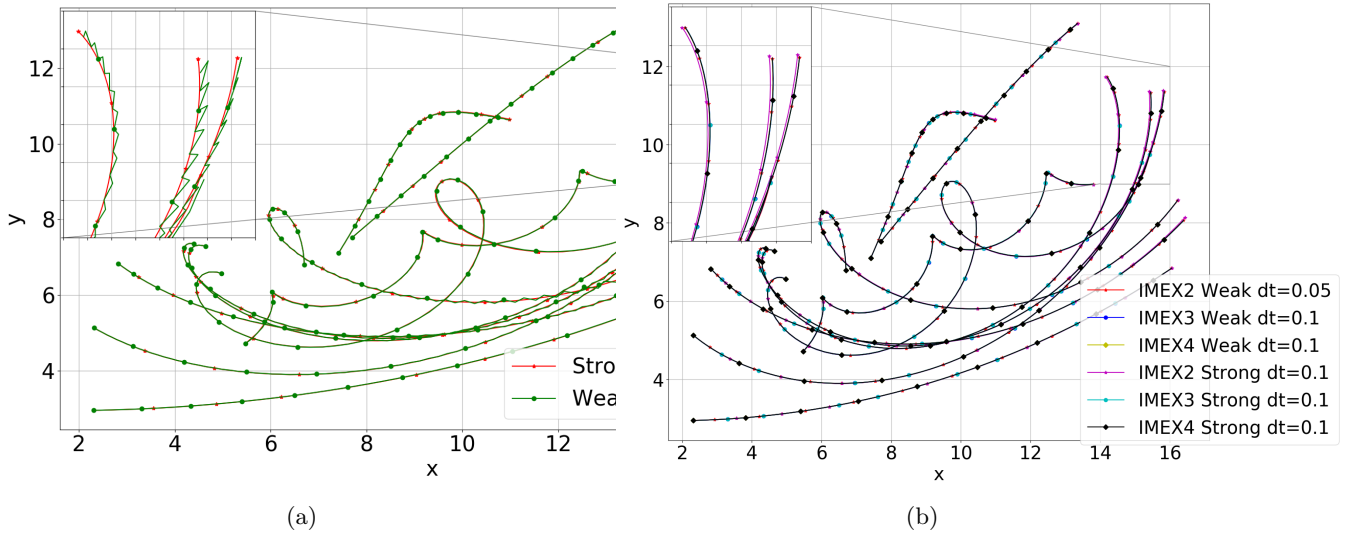 12
10
8
6
4
y
2
4
6
8
10
12
x
Stro
Wea
(a)
12
10
8
6
4
y
2
4
6
8
10
12
14
16
x
IMEX2 Weak dt=0.05
IMEX3 Weak dt=0.1
IMEX4 Weak dt=0.1
IMEX2 Strong dt=0.1
IMEX3 Strong dt=0.1
IMEX4 Strong dt=0.1
(b)